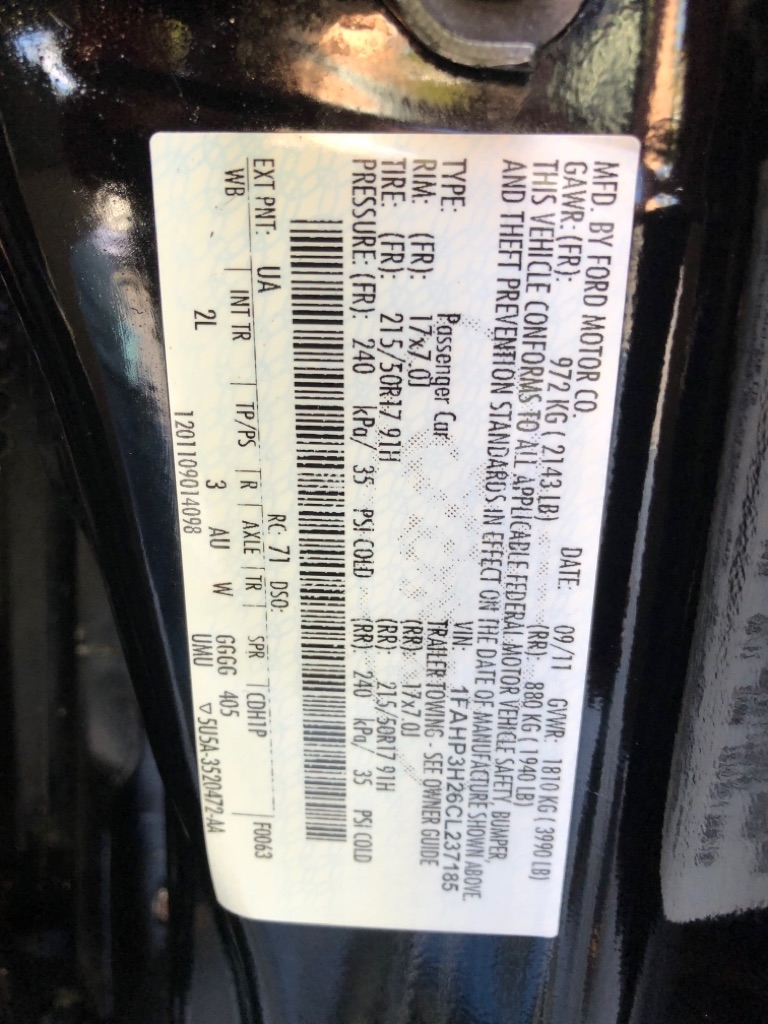 MFD. BY FORD MOTOR CO.
DATE: 09/11 GVWR: 1810 KG ( 3990 LB)
GAWR: (FR): 972 KG ( 2143 LB) (RR): 880 KG ( 1940 LB)
THIS VEHICLE CONFORMS TO ALL APPLICABLE FEDERAL MOTOR VEHICLE SAFETY, BUMPER,
AND THEFT PREVENTION STANDARDS IN EFFECT ON THE DATE OF MANUFACTURE SHOWN ABOVE.
VIN: 1FAHP3H26CL237185
TYPE: Passenger Car TRAILER TOWING - SEE OWNER GUIDE
RIM: (FR): 17x7.0J (RR): 17x7.0J
TIRE: (FR): 215/50R17 91H (RR): 215/50R17 91H
PRESSURE: (FR): 240 kPa/ 35 PSI COLD (RR): 240 kPa/ 35 PSI COLD
EXT PNT: UA RC: 71 DSO: F0063
WB INT TR TP/PS R AXLE TR SPR CDH1P
2L 3 AU W GGGG 405
1201109014098 UMU ▽5U5A-3520472-AA